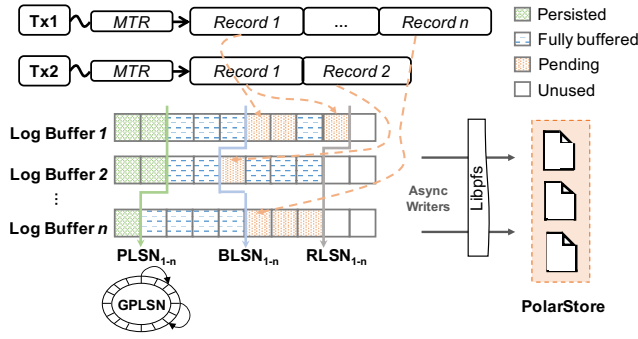 Tx1 MTR Record 1 ... Record n
Tx2 MTR Record 1 Record 2
Persisted
Fully buffered
Pending
Unused
Log Buffer 1
Log Buffer 2
⋮
Log Buffer n
PLSN1-n BLSN1-n RLSN1-n
GPLSN
Async
Writers
Libpfs
PolarStore